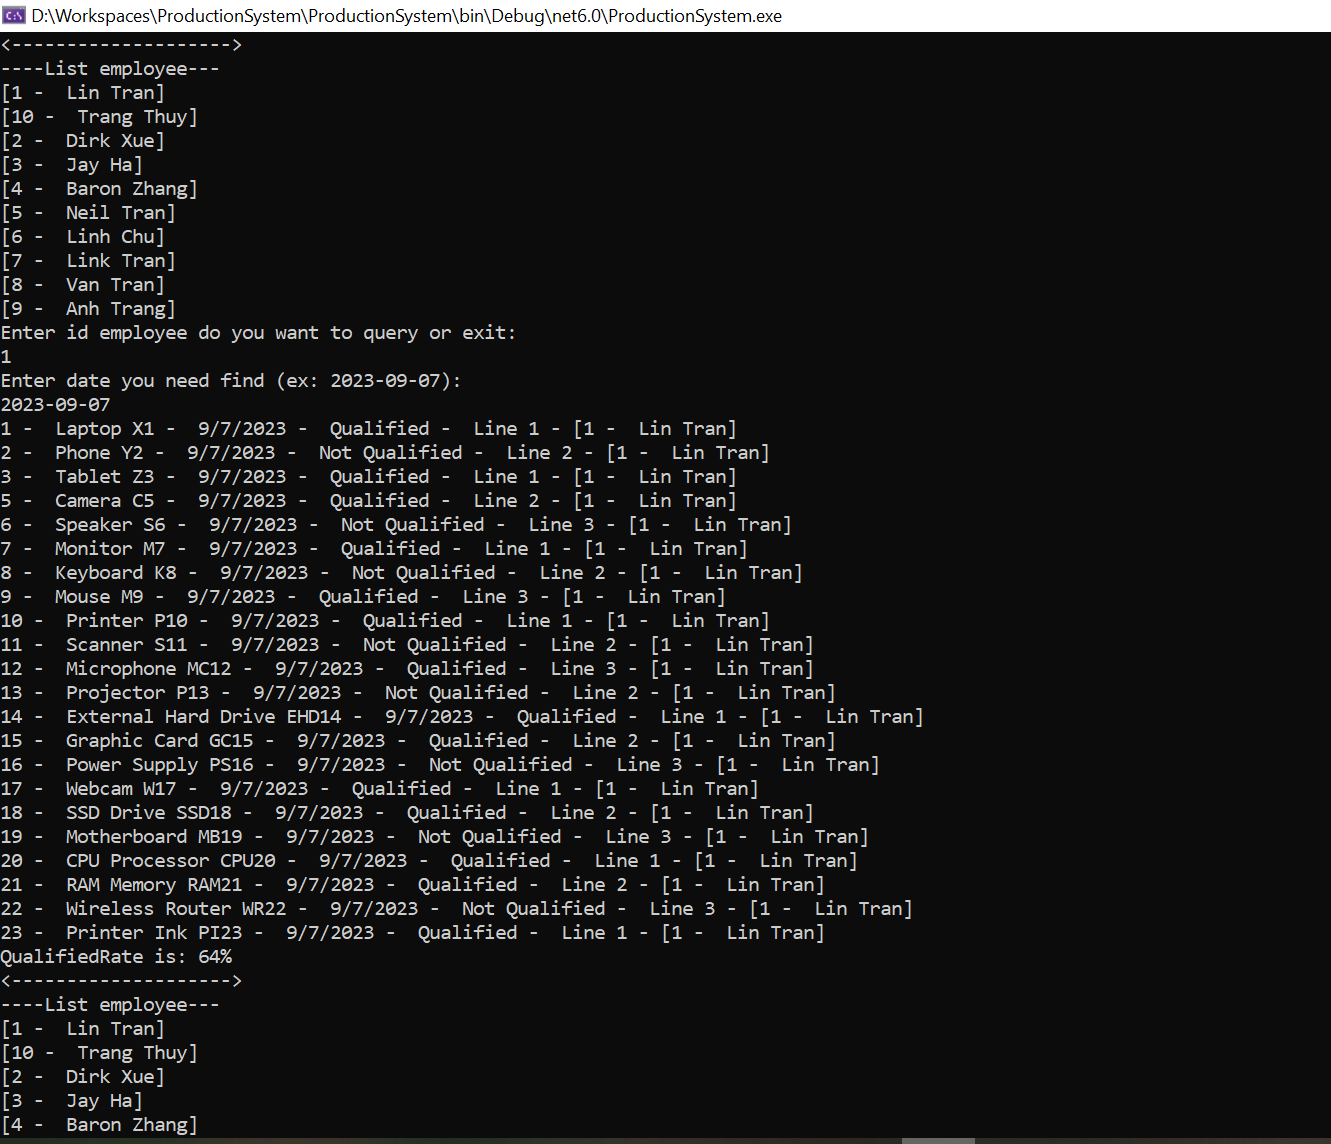 D:\Workspaces\ProductionSystem\ProductionSystem\bin\Debug\net6.0\ProductionSystem.exe
<-------------------->
----List employee---
[1 -  Lin Tran]
[10 -  Trang Thuy]
[2 -  Dirk Xue]
[3 -  Jay Ha]
[4 -  Baron Zhang]
[5 -  Neil Tran]
[6 -  Linh Chu]
[7 -  Link Tran]
[8 -  Van Tran]
[9 -  Anh Trang]
Enter id employee do you want to query or exit:
1
Enter date you need find (ex: 2023-09-07):
2023-09-07
1 -  Laptop X1 -  9/7/2023 -  Qualified -  Line 1 - [1 -  Lin Tran]
2 -  Phone Y2 -  9/7/2023 -  Not Qualified -  Line 2 - [1 -  Lin Tran]
3 -  Tablet Z3 -  9/7/2023 -  Qualified -  Line 1 - [1 -  Lin Tran]
5 -  Camera C5 -  9/7/2023 -  Qualified -  Line 2 - [1 -  Lin Tran]
6 -  Speaker S6 -  9/7/2023 -  Not Qualified -  Line 3 - [1 -  Lin Tran]
7 -  Monitor M7 -  9/7/2023 -  Qualified -  Line 1 - [1 -  Lin Tran]
8 -  Keyboard K8 -  9/7/2023 -  Not Qualified -  Line 2 - [1 -  Lin Tran]
9 -  Mouse M9 -  9/7/2023 -  Qualified -  Line 3 - [1 -  Lin Tran]
10 -  Printer P10 -  9/7/2023 -  Qualified -  Line 1 - [1 -  Lin Tran]
11 -  Scanner S11 -  9/7/2023 -  Not Qualified -  Line 2 - [1 -  Lin Tran]
12 -  Microphone MC12 -  9/7/2023 -  Qualified -  Line 3 - [1 -  Lin Tran]
13 -  Projector P13 -  9/7/2023 -  Not Qualified -  Line 2 - [1 -  Lin Tran]
14 -  External Hard Drive EHD14 -  9/7/2023 -  Qualified -  Line 1 - [1 -  Lin Tran]
15 -  Graphic Card GC15 -  9/7/2023 -  Qualified -  Line 2 - [1 -  Lin Tran]
16 -  Power Supply PS16 -  9/7/2023 -  Not Qualified -  Line 3 - [1 -  Lin Tran]
17 -  Webcam W17 -  9/7/2023 -  Qualified -  Line 1 - [1 -  Lin Tran]
18 -  SSD Drive SSD18 -  9/7/2023 -  Qualified -  Line 2 - [1 -  Lin Tran]
19 -  Motherboard MB19 -  9/7/2023 -  Not Qualified -  Line 3 - [1 -  Lin Tran]
20 -  CPU Processor CPU20 -  9/7/2023 -  Qualified -  Line 1 - [1 -  Lin Tran]
21 -  RAM Memory RAM21 -  9/7/2023 -  Qualified -  Line 2 - [1 -  Lin Tran]
22 -  Wireless Router WR22 -  9/7/2023 -  Not Qualified -  Line 3 - [1 -  Lin Tran]
23 -  Printer Ink PI23 -  9/7/2023 -  Qualified -  Line 1 - [1 -  Lin Tran]
QualifiedRate is: 64%
<-------------------->
----List employee---
[1 -  Lin Tran]
[10 -  Trang Thuy]
[2 -  Dirk Xue]
[3 -  Jay Ha]
[4 -  Baron Zhang]